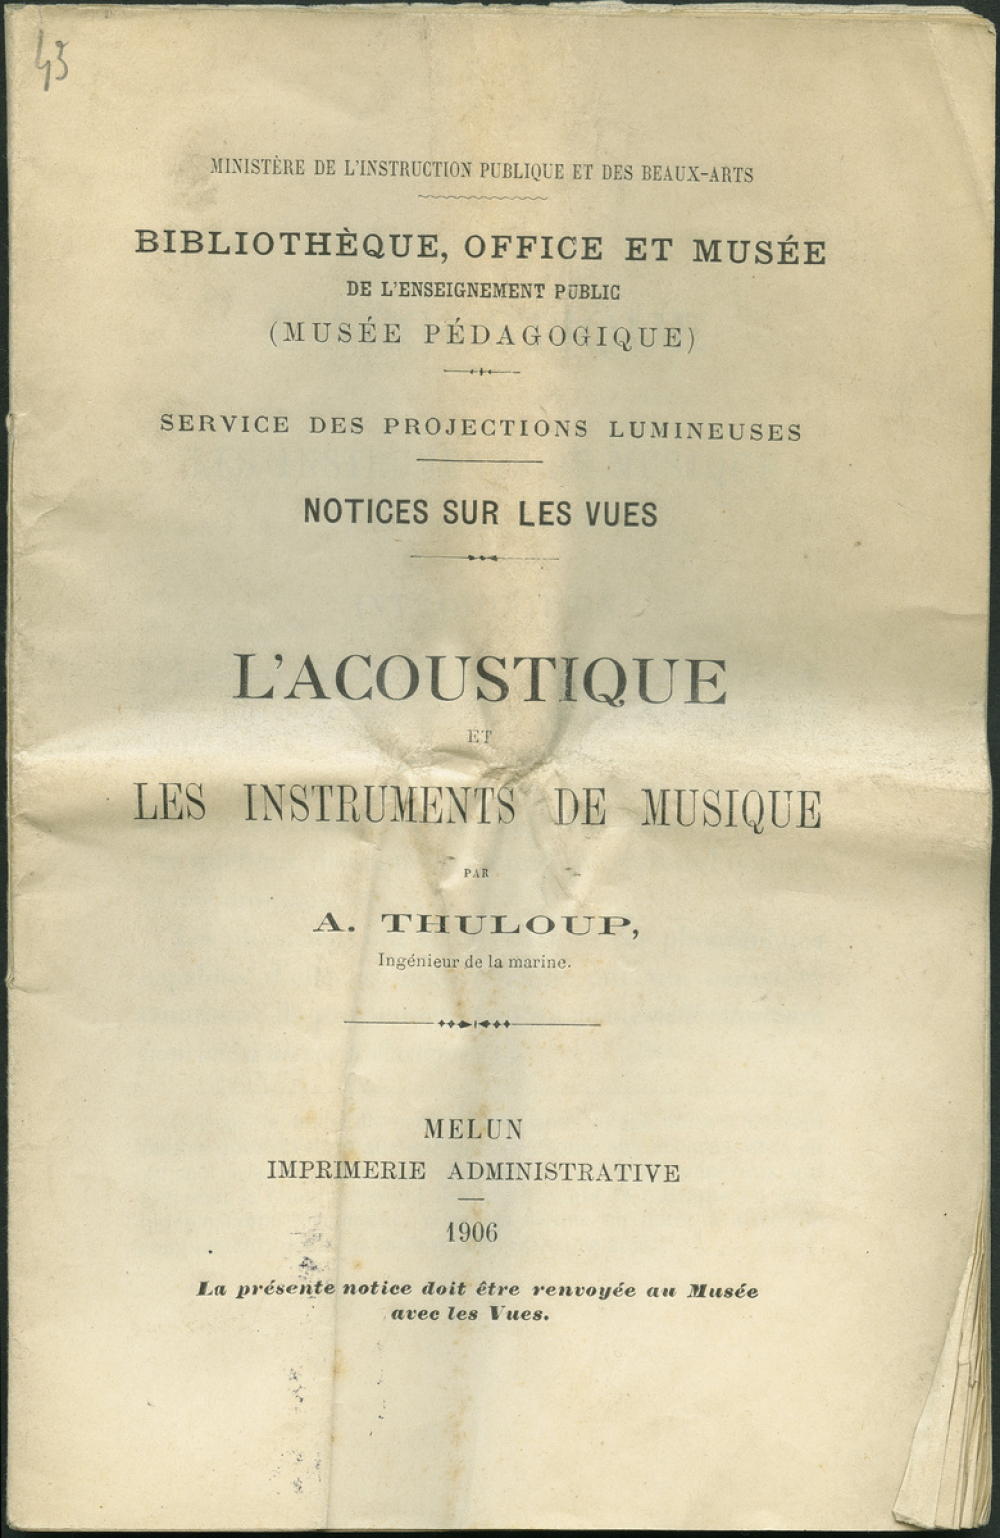 43
MINISTÈRE DE L'INSTRUCTION PUBLIQUE ET DES BEAUX-ARTS
BIBLIOTHÈQUE, OFFICE ET MUSÉE
DE L'ENSEIGNEMENT PUBLIC
(MUSÉE PÉDAGOGIQUE)
SERVICE DES PROJECTIONS LUMINEUSES
NOTICES SUR LES VUES
L'ACOUSTIQUE
ET
LES INSTRUMENTS DE MUSIQUE
PAR
A. THULOUP,
Ingénieur de la marine.
MELUN
IMPRIMERIE ADMINISTRATIVE
1906
La présente notice doit être renvoyée au Musée
avec les Vues.